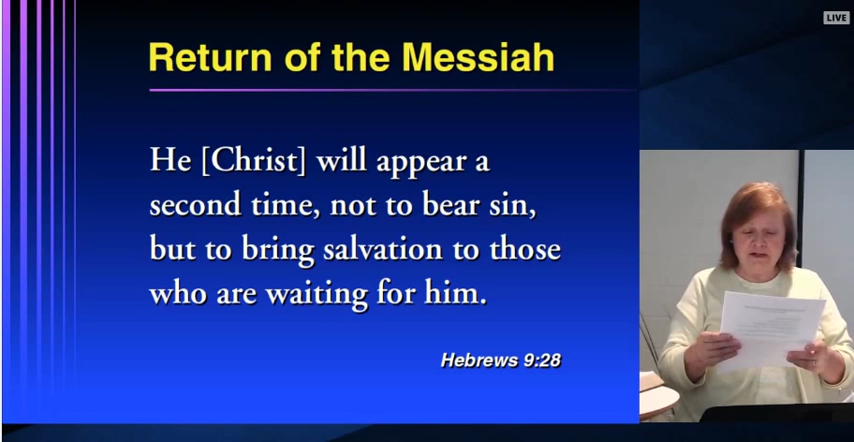 LIVE
Return of the Messiah
He [Christ] will appear a
second time, not to bear sin,
but to bring salvation to those
who are waiting for him.
Hebrews 9:28